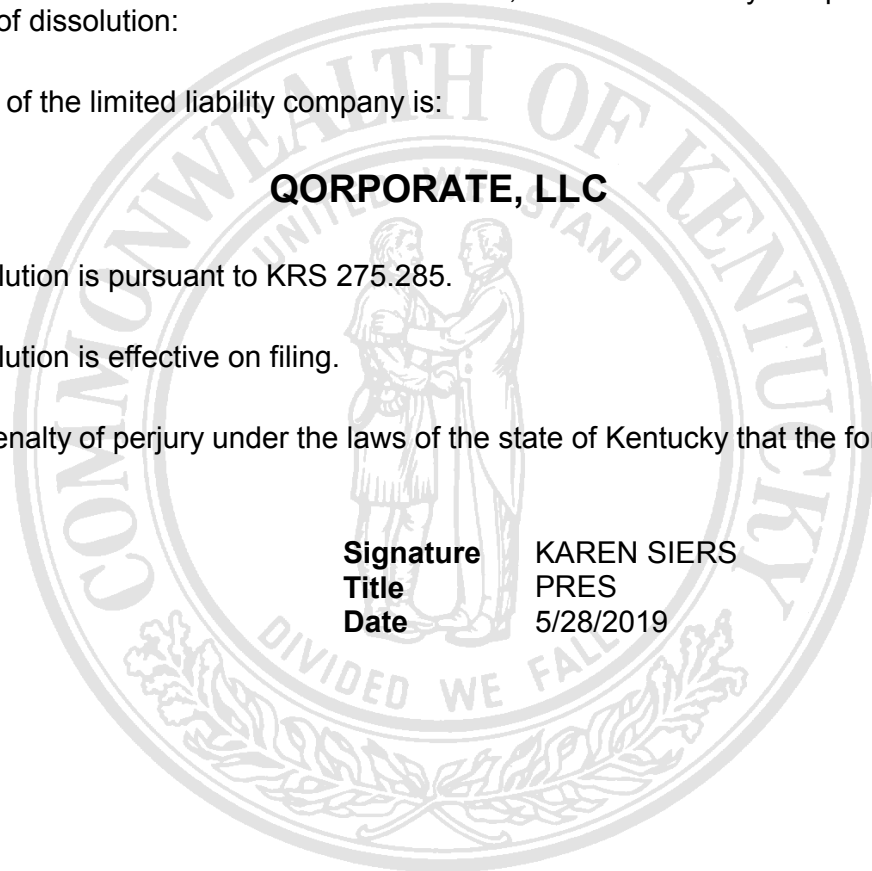 of dissolution:
of the limited liability company is:
QORPORATE, LLC
lution is pursuant to KRS 275.285.
lution is effective on filing.
enalty of perjury under the laws of the state of Kentucky that the for
Signature KAREN SIERS
Title PRES
Date 5/28/2019
COMMONWEALTH OF KENTUCKY
UNITED WE STAND
DIVIDED WE FALL